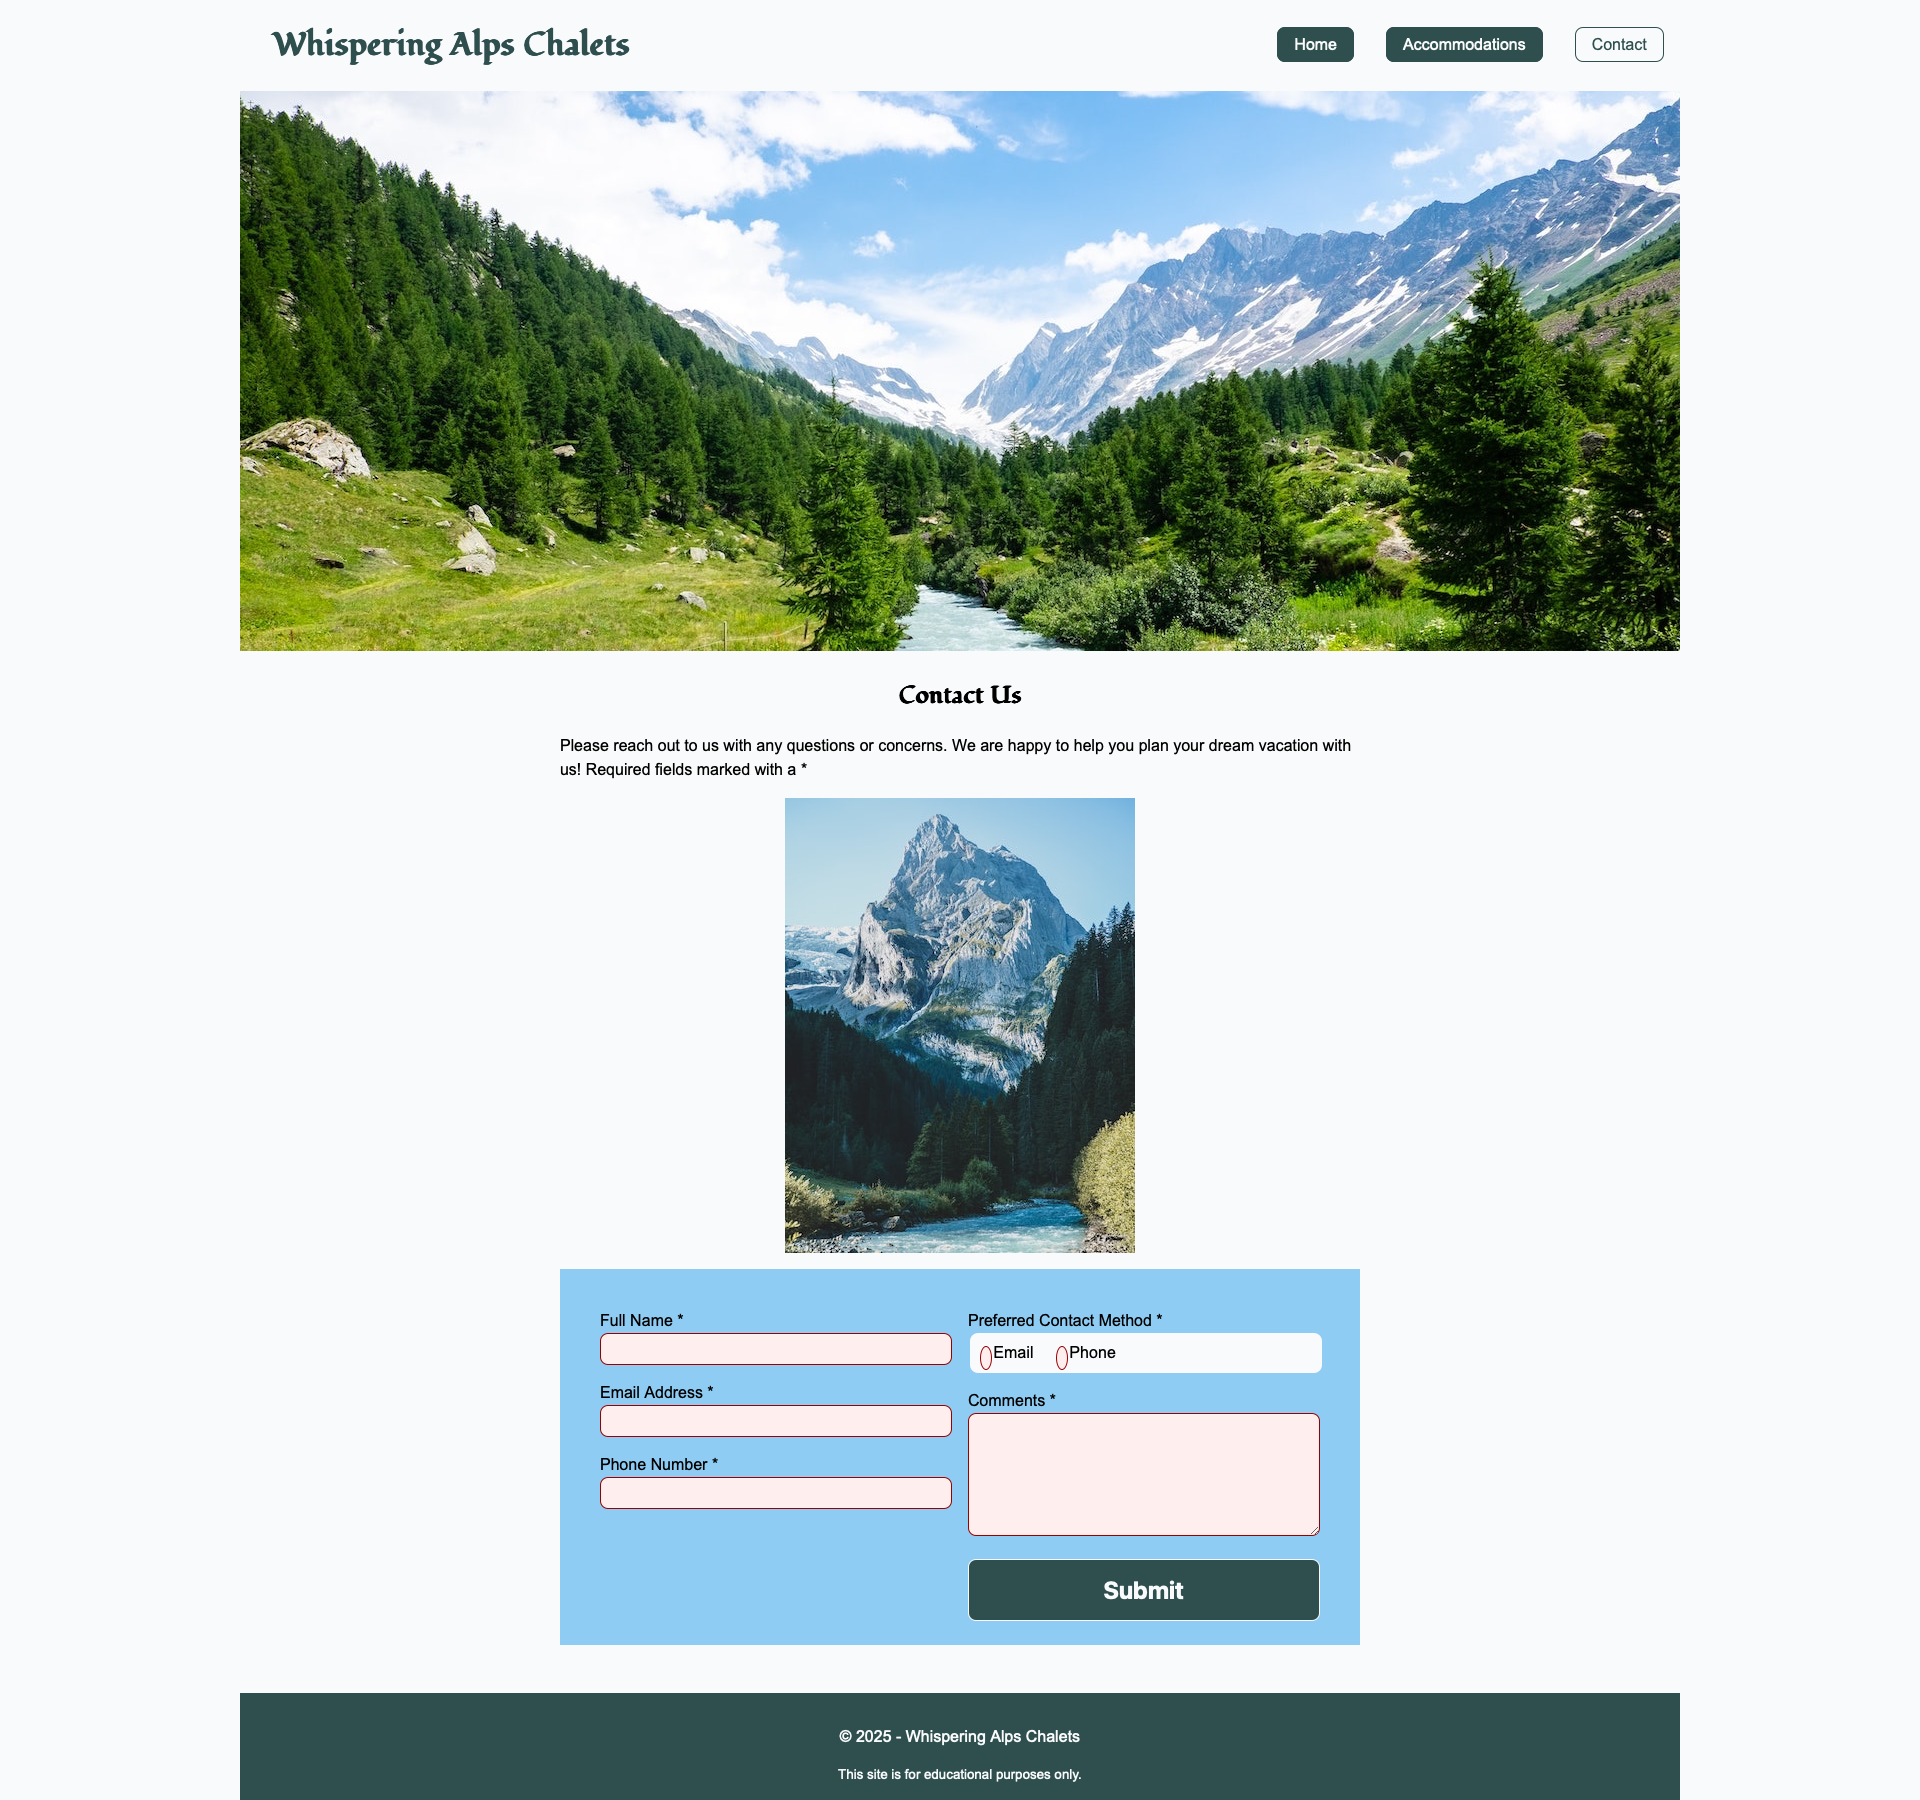 Whispering Alps Chalets
Home
Accommodations
Contact
Contact Us
Please reach out to us with any questions or concerns. We are happy to help you plan your dream vacation with
us! Required fields marked with a *
Full Name *
Email Address *
Phone Number *
Preferred Contact Method *
Email
Phone
Comments *
Submit
© 2025 - Whispering Alps Chalets
This site is for educational purposes only.